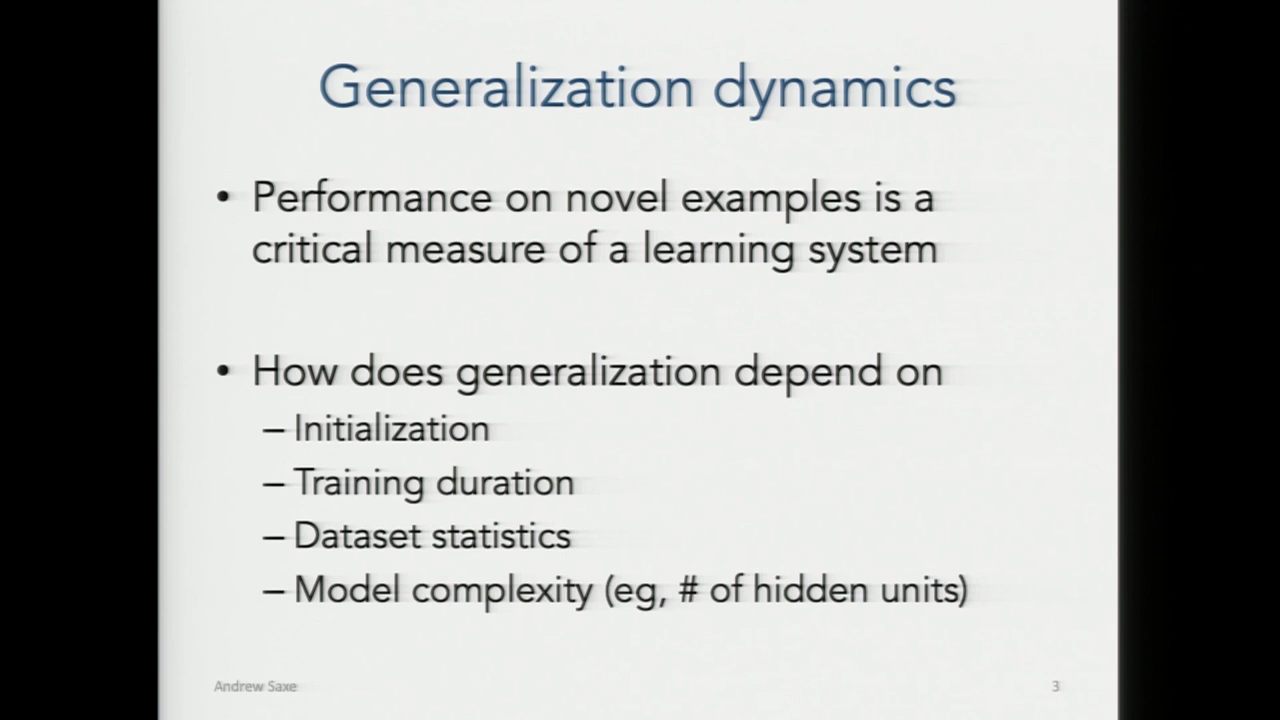 Generalization dynamics
• Performance on novel examples is a
critical measure of a learning system
• How does generalization depend on
– Initialization
– Training duration
– Dataset statistics
– Model complexity (eg, # of hidden units)
Andrew Saxe 3